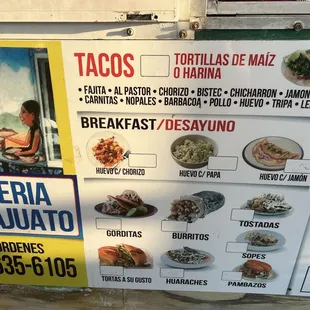 TACOS
TORTILLAS DE MAÍZ
O HARINA
• FAJITA • AL PASTOR • CHORIZO • BISTEC • CHICHARRON • JAMON
• CARNITAS • NOPALES • BARBACOA • POLLO • HUEVO • TRIPA • LE
BREAKFAST/DESAYUNO
HUEVO C/ CHORIZO
HUEVO C/ PAPA
HUEVO C/ JAMÓN
ERIA
AJUATO
ORDENES
635-6105
GORDITAS
BURRITOS
TOSTADAS
SOPES
TORTAS A SU GUSTO
HUARACHES
PAMBAZOS